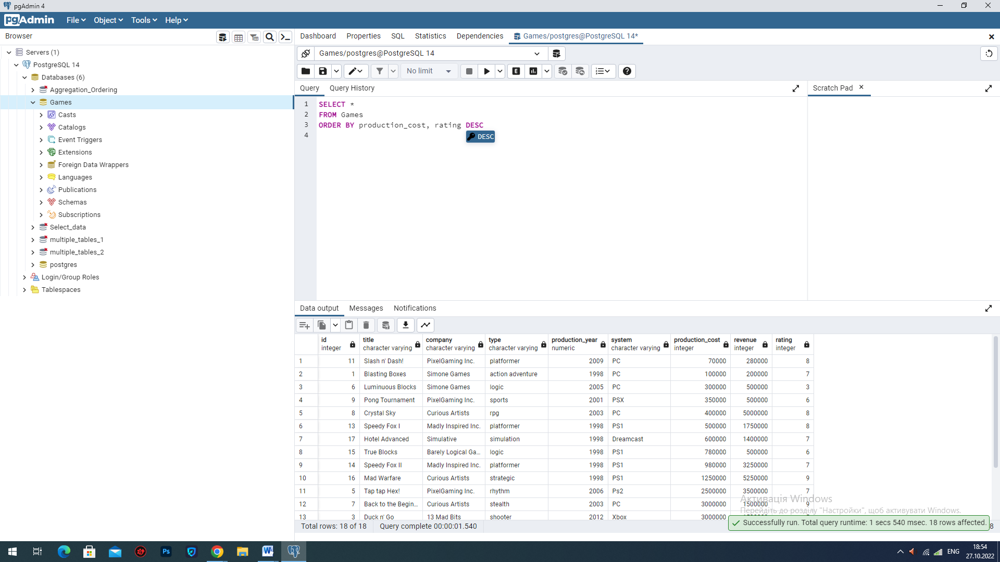 pgAdmin 4
pgAdmin File Object Tools Help
Browser
Dashboard Properties SQL Statistics Dependencies Games/postgres@PostgreSQL 14*
Servers (1)
PostgreSQL 14
Databases (6)
Aggregation_Ordering
Games
Casts
Catalogs
Event Triggers
Extensions
Foreign Data Wrappers
Languages
Publications
Schemas
Subscriptions
Select_data
multiple_tables_1
multiple_tables_2
postgres
Login/Group Roles
Tablespaces
Games/postgres@PostgreSQL 14
No limit
E
Query Query History
Scratch Pad
1 SELECT *
2 FROM Games
3 ORDER BY production_cost, rating DESC
4
DESC
Data output Messages Notifications
id title company type production_year system production_cost revenue rating
integer character varying character varying character varying numeric character varying integer integer integer
1 11 Slash n' Dash! PixelGaming Inc. platformer 2009 PC 70000 280000 8
2 1 Blasting Boxes Simone Games action adventure 1998 PC 100000 200000 7
3 6 Luminuous Blocks Simone Games logic 2005 PC 300000 500000 3
4 9 Pong Tournament PixelGaming Inc. sports 2001 PSX 350000 500000 6
5 8 Crystal Sky Curious Artists rpg 2003 PC 400000 5000000 8
6 13 Speedy Fox I Madly Inspired Inc. platformer 1998 PS1 500000 1750000 8
7 17 Hotel Advanced Simulative simulation 1998 Dreamcast 600000 1400000 7
8 15 True Blocks Barely Logical Ga... logic 1998 PS1 780000 500000 6
9 14 Speedy Fox II Madly Inspired Inc. platformer 1998 PS1 980000 3250000 7
10 16 Mad Warfare Curious Artists strategic 1998 PS1 1250000 5250000 9
11 5 Tap tap Hex! PixelGaming Inc. rhythm 2006 Ps2 2500000 3500000 7
12 7 Back to the Begin... Curious Artists stealth 2003 PC 3000000 1500000 9
13 3 Duck n' Go 13 Mad Bits shooter 2012 Xbox 3000000
Активація Windows
Перейдіть до розділу "Настройки", щоб активувати Windows.
Successfully run. Total query runtime: 1 secs 540 msec. 18 rows affected.
Total rows: 18 of 18 Query complete 00:00:01.540
8
Ps W ENG
18:54
27.10.2022